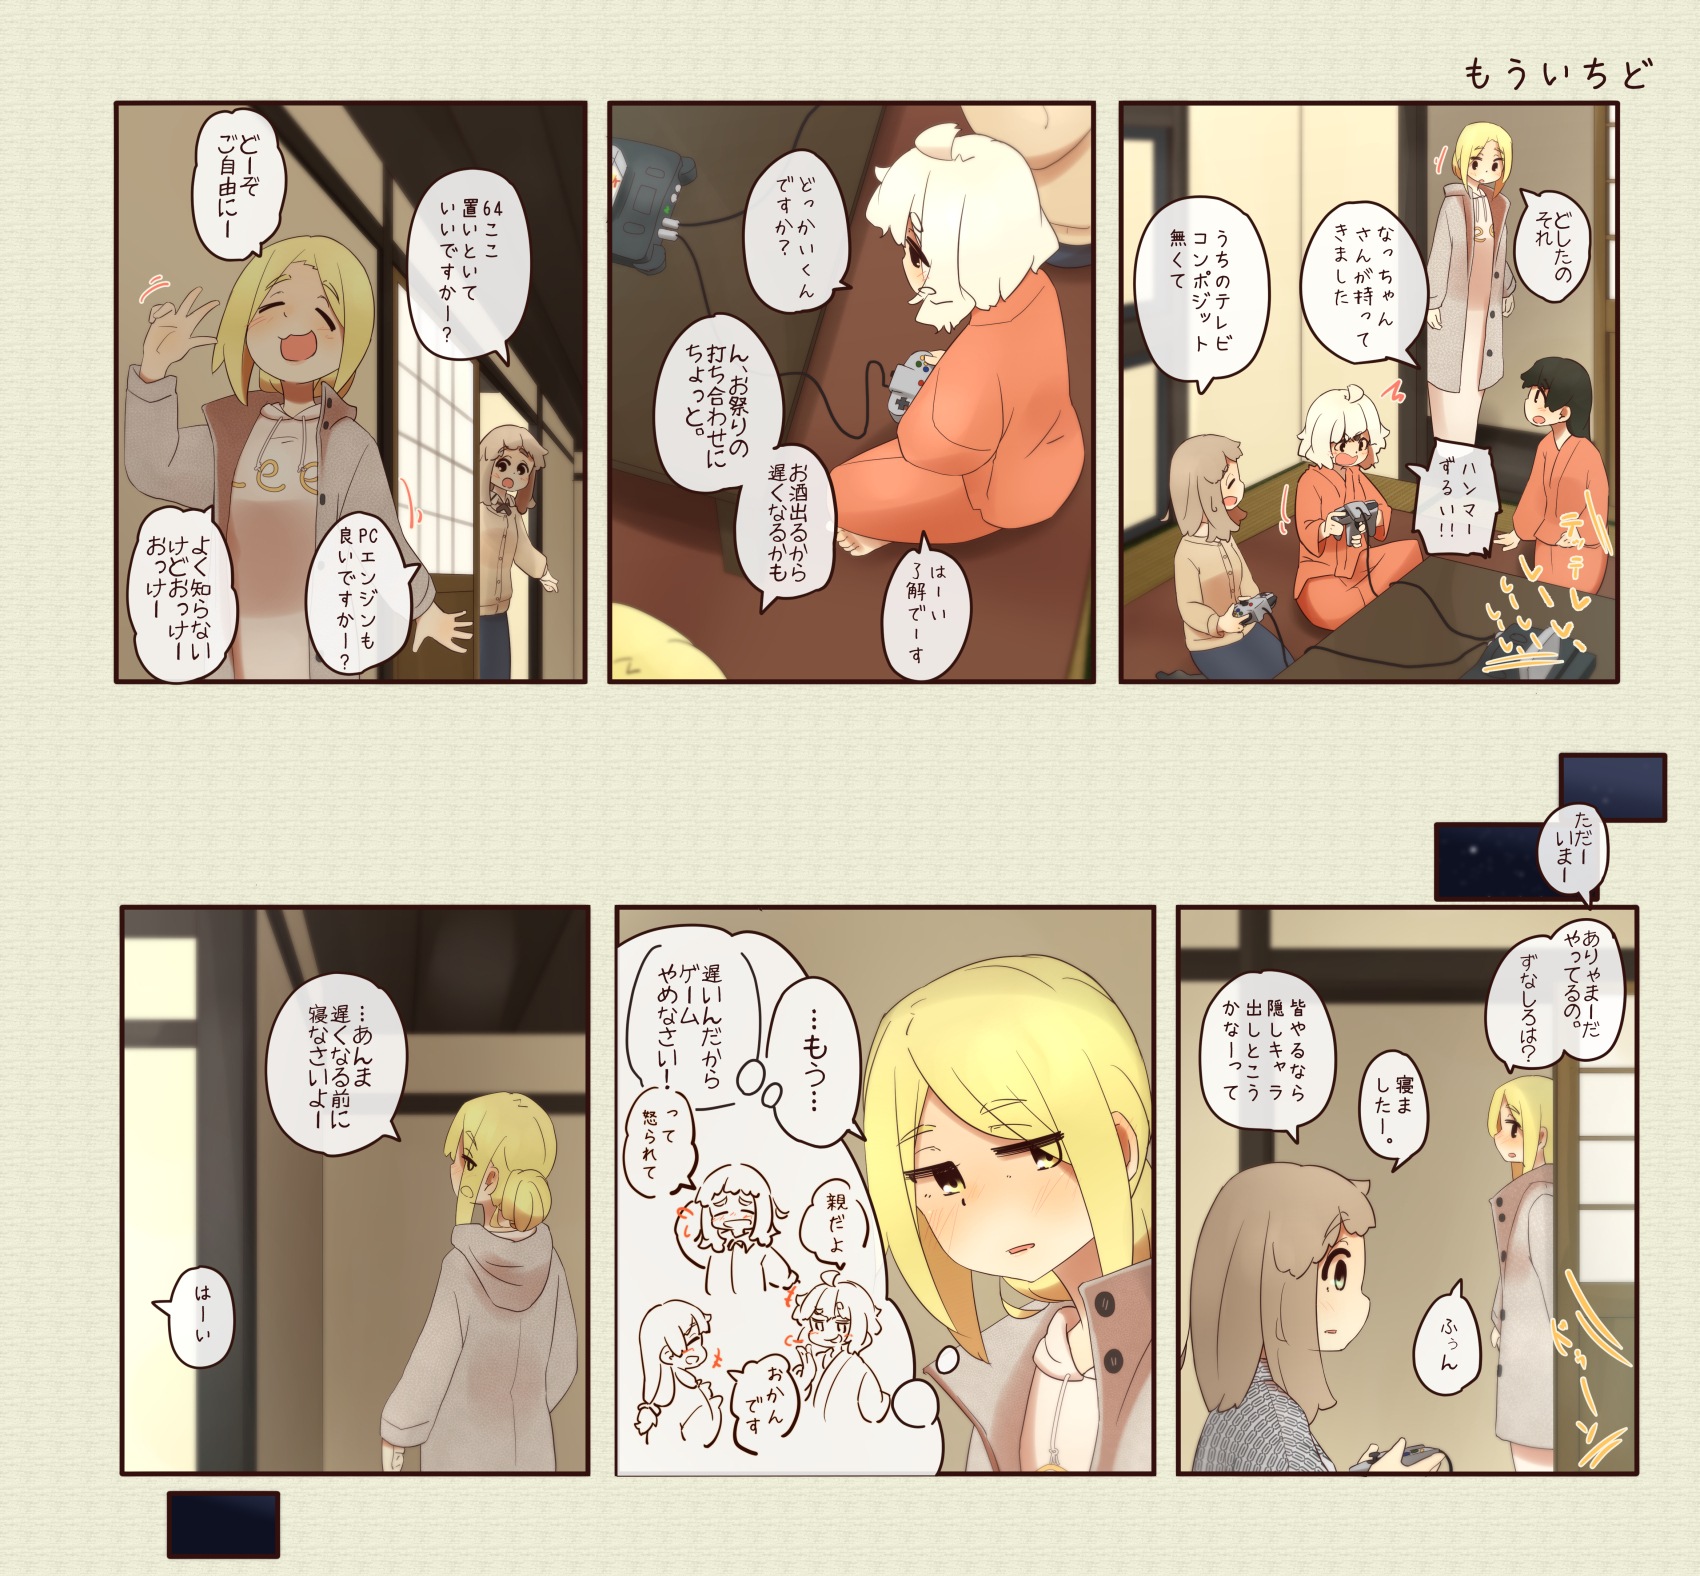 もういちど
どしたの
それ
なっちゃん
さんが持って
きました
うちのテレビ
コンポジット
無くて
ハンマー
ずるい!!
テッテテ
どっかいくん
ですか?
ん、お祭りの
打ち合わせに
ちょっと。
お酒出るから
遅くなるかも
はーい
了解でーす
64ここ
置いといて
いいですかー?
どーぞ
ご自由にー
PCエンジンも
良いですかー?
よく知らない
けどおっけー
おっけー
ただー
いまー
ありゃまーだ
やってるの。
ずなしろは?
寝ま
したー。
皆やるなら
隠しキャラ
出しとこう
かなーって
ふぅん
…もう…
遅いんだから
ゲーム
やめなさい!
って
怒られて
親だよ
おかん
です
…あんま
遅くなる前に
寝なさいよー
はーい